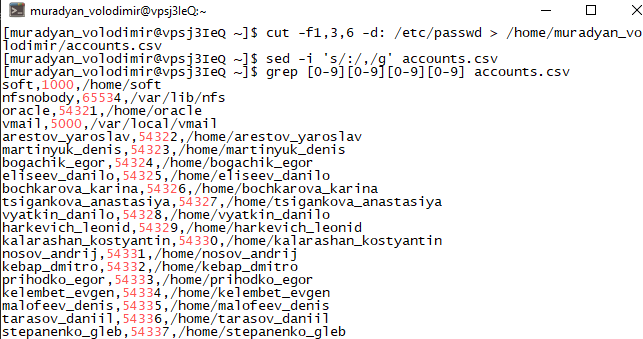 muradyan_volodimir@vpsj3leQ:~
[muradyan_volodimir@vpsj3IeQ ~]$ cut -f1,3,6 -d: /etc/passwd > /home/muradyan_vo
lodimir/accounts.csv
[muradyan_volodimir@vpsj3IeQ ~]$ sed -i 's/:/,/g' accounts.csv
[muradyan_volodimir@vpsj3IeQ ~]$ grep [0-9][0-9][0-9][0-9] accounts.csv
soft,1000,/home/soft
nfsnobody,65534,/var/lib/nfs
oracle,54321,/home/oracle
vmail,5000,/var/local/vmail
arestov_yaroslav,54322,/home/arestov_yaroslav
martinyuk_denis,54323,/home/martinyuk_denis
bogachik_egor,54324,/home/bogachik_egor
eliseev_danilo,54325,/home/eliseev_danilo
bochkarova_karina,54326,/home/bochkarova_karina
tsigankova_anastasiya,54327,/home/tsigankova_anastasiya
vyatkin_danilo,54328,/home/vyatkin_danilo
harkevich_leonid,54329,/home/harkevich_leonid
kalarashan_kostyantin,54330,/home/kalarashan_kostyantin
nosov_andrij,54331,/home/nosov_andrij
kebap_dmitro,54332,/home/kebap_dmitro
prihodko_egor,54333,/home/prihodko_egor
kelembet_evgen,54334,/home/kelembet_evgen
malofeev_denis,54335,/home/malofeev_denis
tarasov_daniil,54336,/home/tarasov_daniil
stepanenko_gleb,54337,/home/stepanenko_gleb